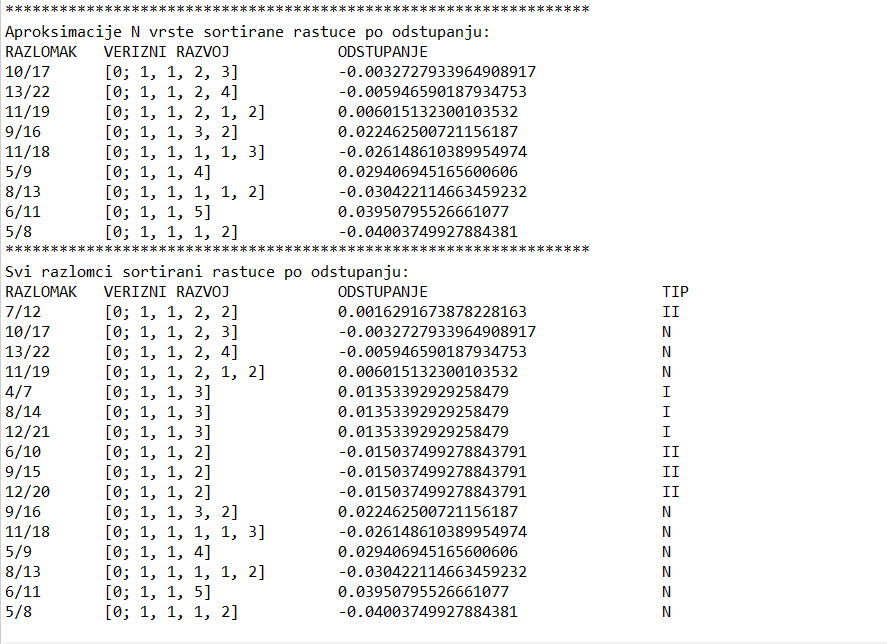 *****************************************************************
Aproksimacije N vrste sortirane rastuce po odstupanju:
RAZLOMAK VERIZNI RAZVOJ ODSTUPANJE
10/17 [0; 1, 1, 2, 3] -0.0032727933964908917
13/22 [0; 1, 1, 2, 4] -0.005946590187934753
11/19 [0; 1, 1, 2, 1, 2] 0.006015132300103532
9/16 [0; 1, 1, 3, 2] 0.022462500721156187
11/18 [0; 1, 1, 1, 1, 3] -0.026148610389954974
5/9 [0; 1, 1, 4] 0.029406945165600606
8/13 [0; 1, 1, 1, 1, 2] -0.030422114663459232
6/11 [0; 1, 1, 5] 0.03950795526661077
5/8 [0; 1, 1, 1, 2] -0.04003749927884381
*****************************************************************
Svi razlomci sortirani rastuce po odstupanju:
RAZLOMAK VERIZNI RAZVOJ ODSTUPANJE TIP
7/12 [0; 1, 1, 2, 2] 0.0016291673878228163 II
10/17 [0; 1, 1, 2, 3] -0.0032727933964908917 N
13/22 [0; 1, 1, 2, 4] -0.005946590187934753 N
11/19 [0; 1, 1, 2, 1, 2] 0.006015132300103532 N
4/7 [0; 1, 1, 3] 0.01353392929258479 I
8/14 [0; 1, 1, 3] 0.01353392929258479 I
12/21 [0; 1, 1, 3] 0.01353392929258479 I
6/10 [0; 1, 1, 2] -0.015037499278843791 II
9/15 [0; 1, 1, 2] -0.015037499278843791 II
12/20 [0; 1, 1, 2] -0.015037499278843791 II
9/16 [0; 1, 1, 3, 2] 0.022462500721156187 N
11/18 [0; 1, 1, 1, 1, 3] -0.026148610389954974 N
5/9 [0; 1, 1, 4] 0.029406945165600606 N
8/13 [0; 1, 1, 1, 1, 2] -0.030422114663459232 N
6/11 [0; 1, 1, 5] 0.03950795526661077 N
5/8 [0; 1, 1, 1, 2] -0.04003749927884381 N